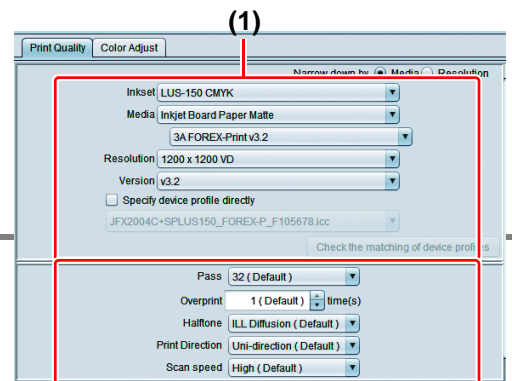 (1)
Print Quality Color Adjust
Narrow down by Media Resolution
Inkset LUS-150 CMYK
Media Inkjet Board Paper Matte
3A FOREX-Print v3.2
Resolution 1200 x 1200 VD
Version v3.2
Specify device profile directly
JFX2004C+SPLUS150_FOREX-P_F105678.icc
Check the matching of device profiles
Pass 32 ( Default )
Overprint 1 ( Default ) time(s)
Halftone ILL Diffusion ( Default )
Print Direction Uni-direction ( Default )
Scan speed High ( Default )